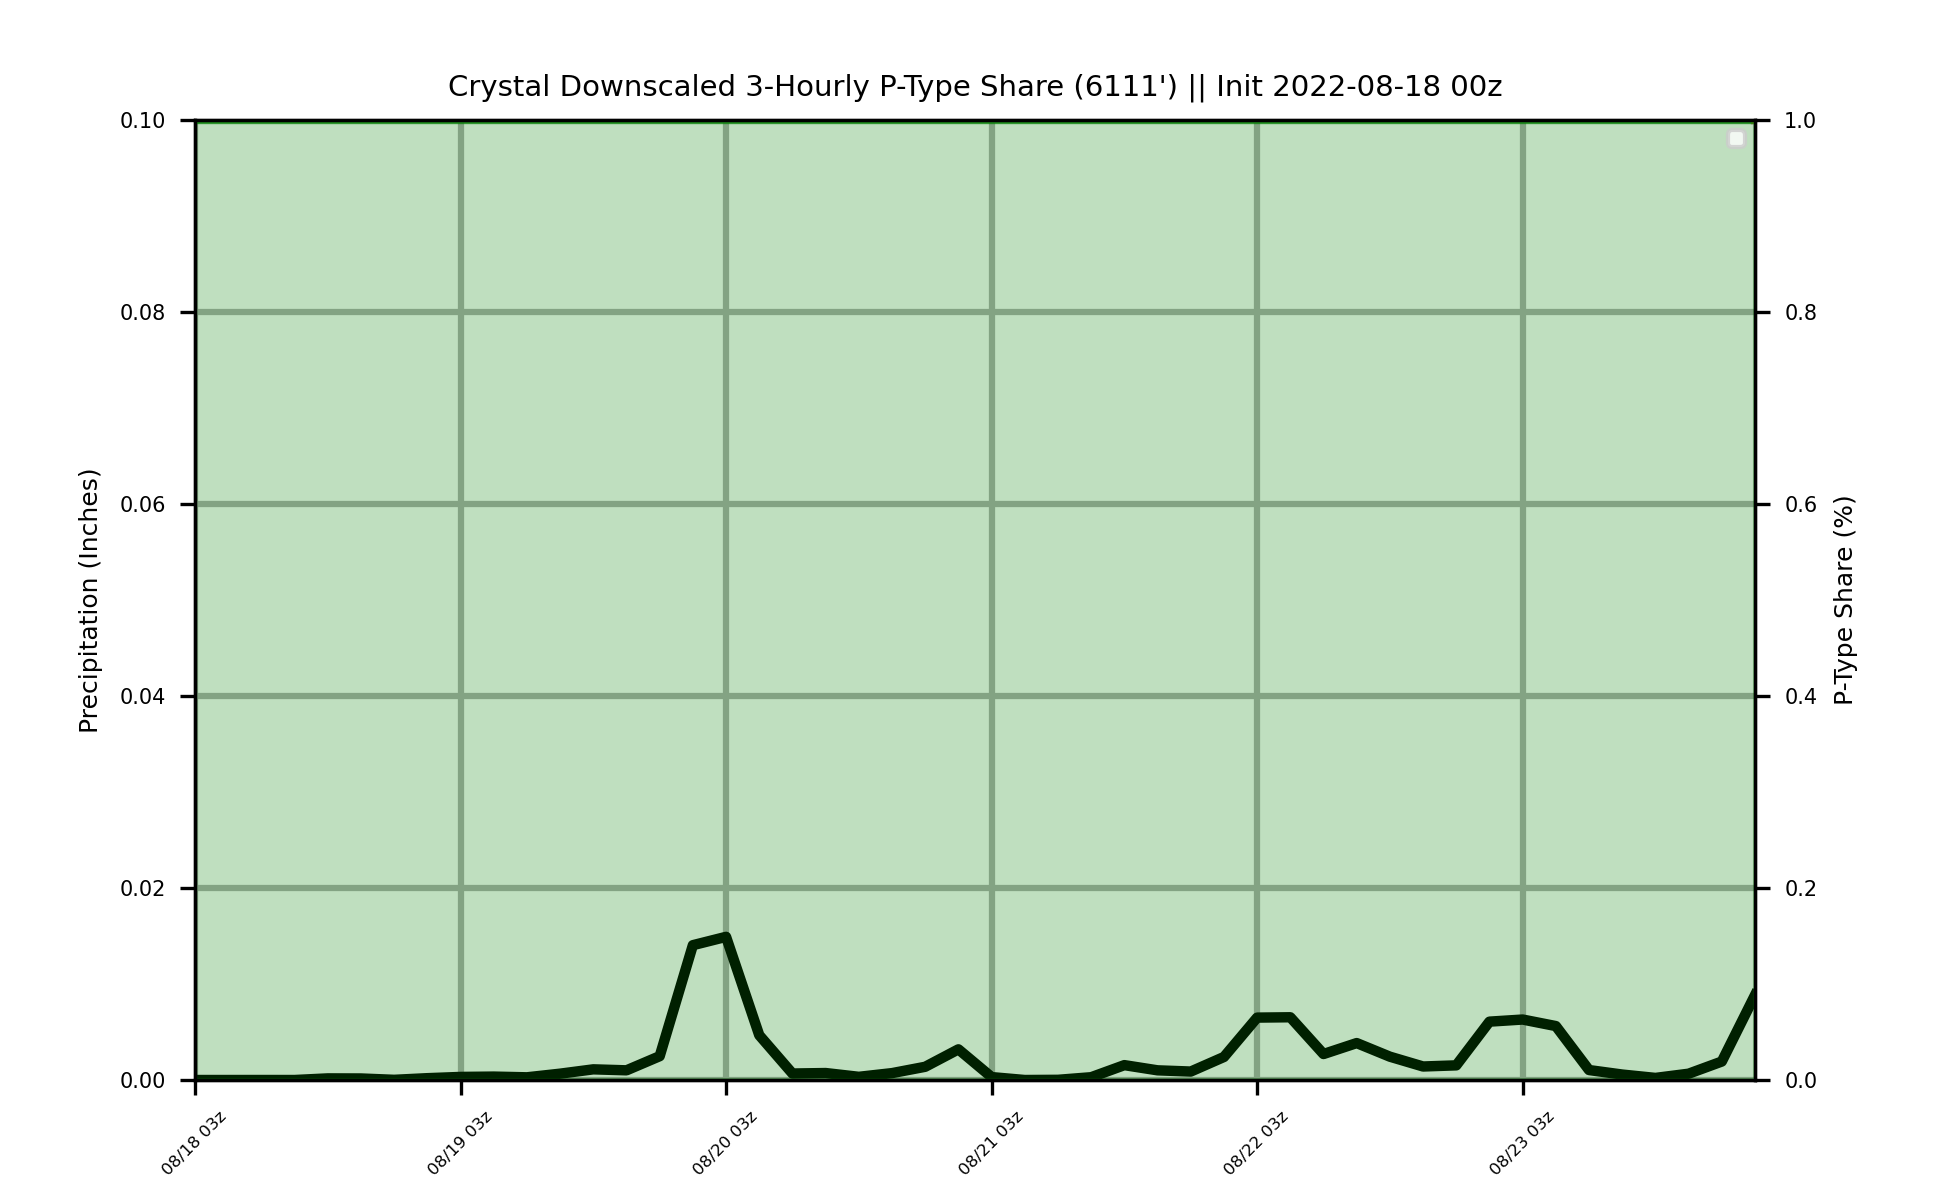 Crystal Downscaled 3-Hourly P-Type Share (6111') || Init 2022-08-18 00z
0.10
0.08
0.06
0.04
0.02
0.00
Precipitation (Inches)
1.0
0.8
0.6
0.4
0.2
0.0
P-Type Share (%)
08/18 03z
08/19 03z
08/20 03z
08/21 03z
08/22 03z
08/23 03z